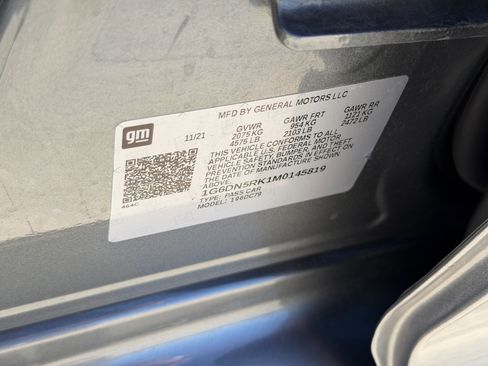 gm
MFD BY GENERAL MOTORS LLC
11/21 GVWR GAWR FRT GAWR RR
2075 KG 954 KG 1121 KG
4575 LB 2103 LB 2472 LB
THIS VEHICLE CONFORMS TO ALL
APPLICABLE U.S. FEDERAL MOTOR
VEHICLE SAFETY, BUMPER, AND THEFT
PREVENTION STANDARDS IN EFFECT ON
THE DATE OF MANUFACTURE SHOWN
ABOVE.
1G6DN5RK1M0145819
TYPE: PASS CAR
MODEL: 196DC79